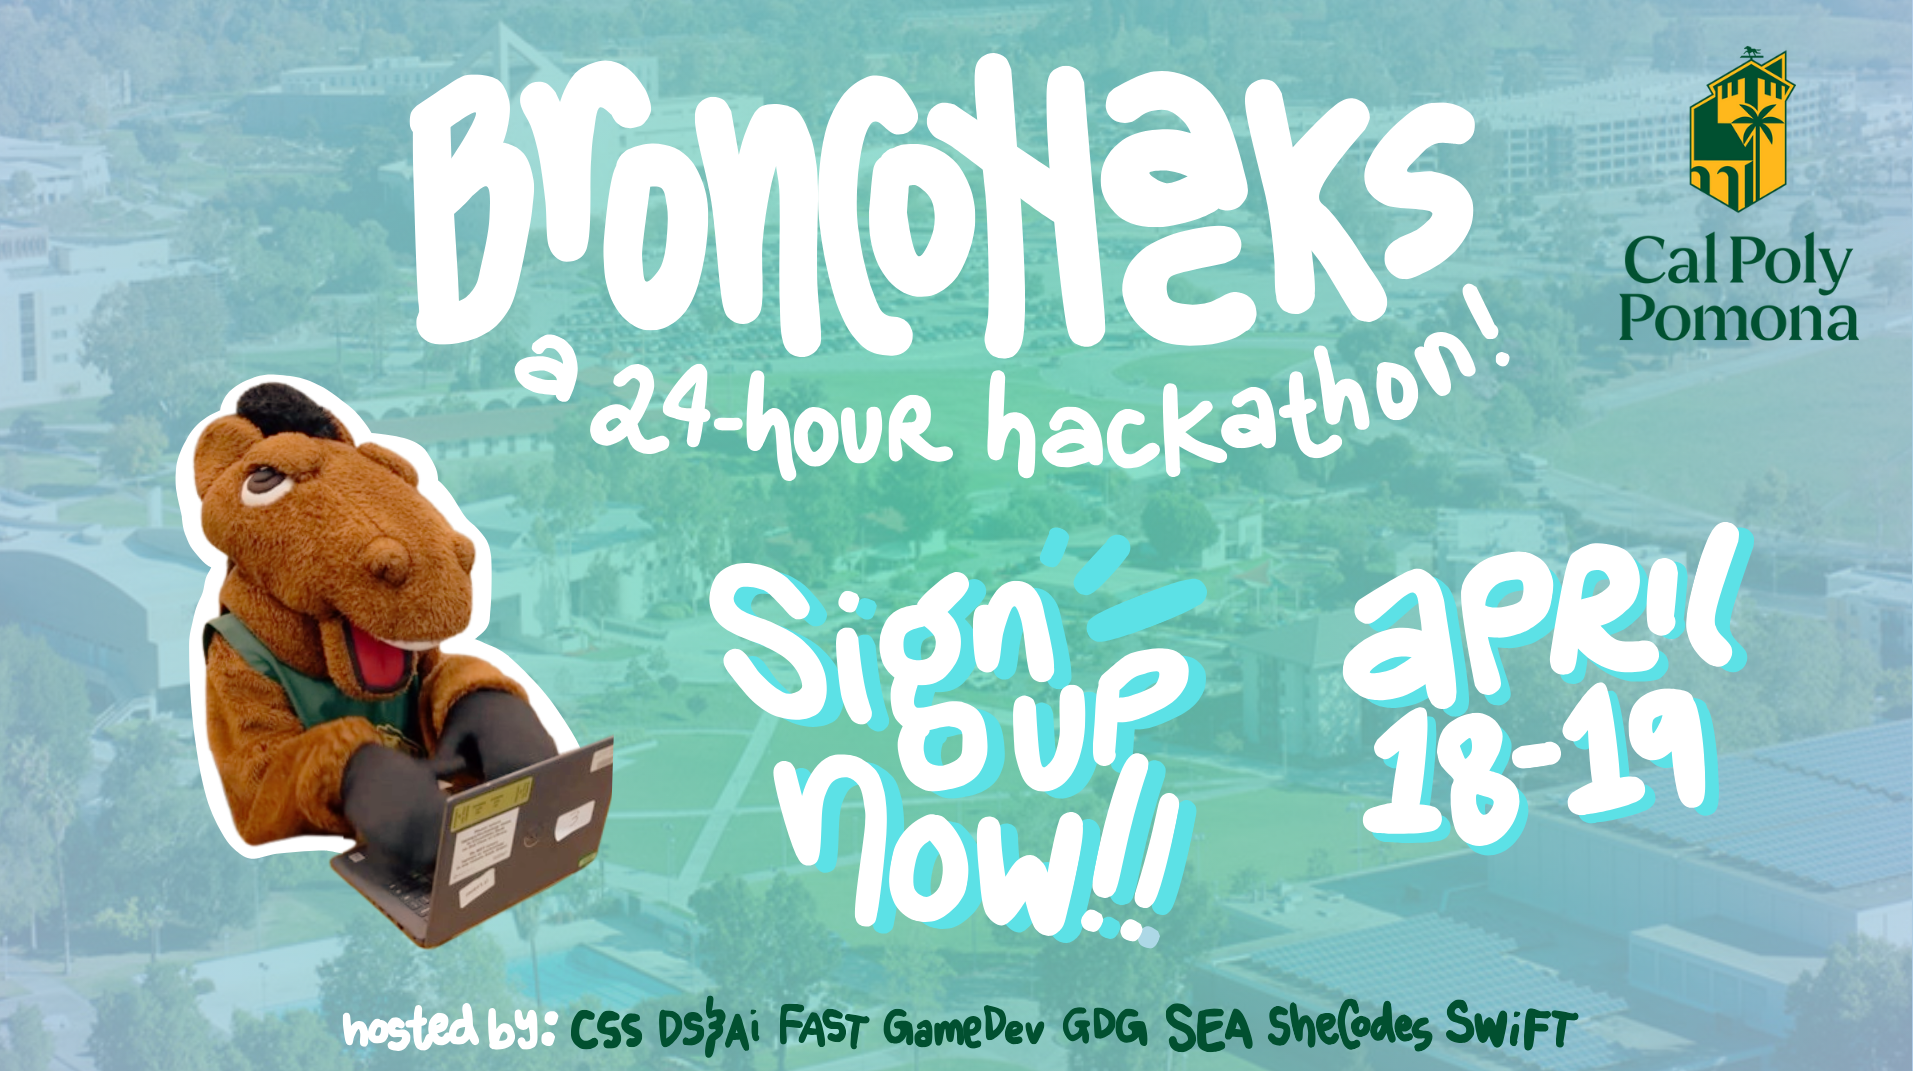 BroncoHacks
a 24-hour hackathon!
Cal Poly
Pomona
Sign
up
now!!!
april
18-19
hosted by: CSS DS&Ai FAST GameDev GDG SEA SheCodes SWiFT